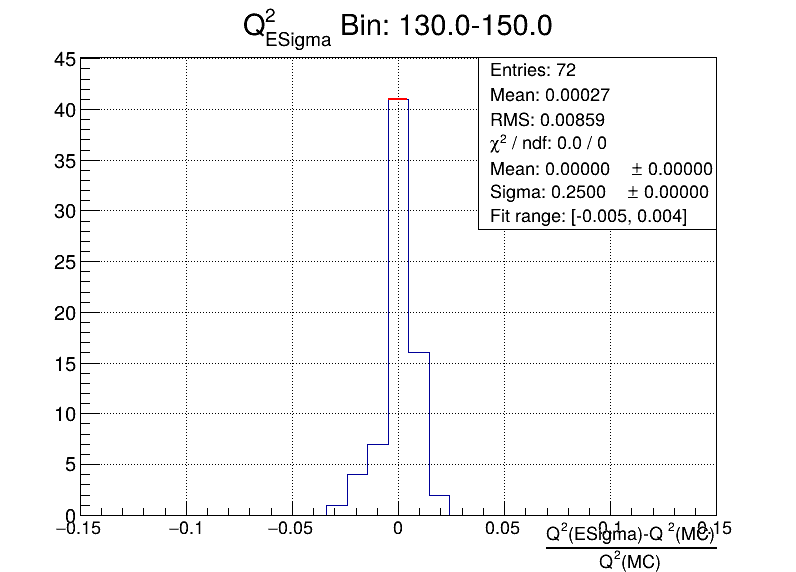 Q²ESigma Bin: 130.0-150.0
45
40
35
30
25
20
15
10
5
0
Entries: 72
Mean: 0.00027
RMS: 0.00859
χ² / ndf: 0.0 / 0
Mean: 0.00000 ± 0.00000
Sigma: 0.2500 ± 0.00000
Fit range: [-0.005, 0.004]
−0.15 −0.1 −0.05 0 0.05 0.1 0.15
Q²(ESigma)-Q²(MC)
Q²(MC)